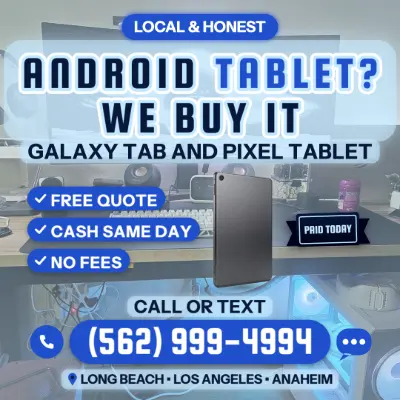 LOCAL & HONEST
ANDROID TABLET?
WE BUY IT
GALAXY TAB AND PIXEL TABLET
FREE QUOTE
CASH SAME DAY
NO FEES
PAID TODAY
CALL OR TEXT
(562) 999-4994
LONG BEACH • LOS ANGELES • ANAHEIM